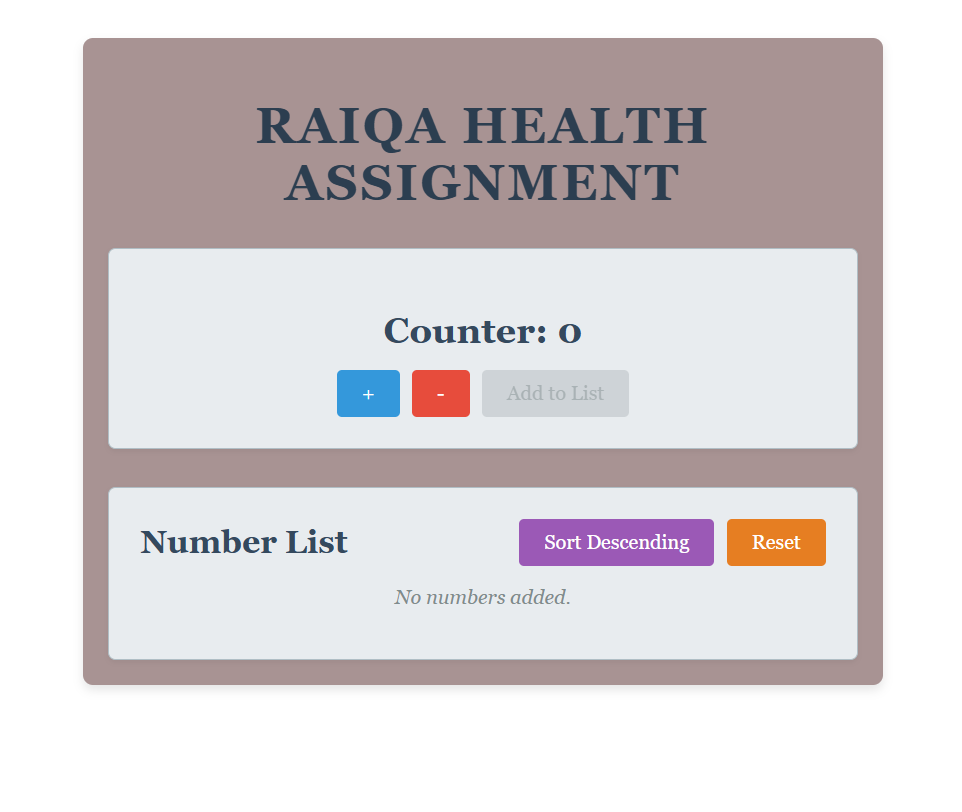 RAIQA HEALTH
ASSIGNMENT
Counter: 0
+ - Add to List
Number List Sort Descending Reset
No numbers added.